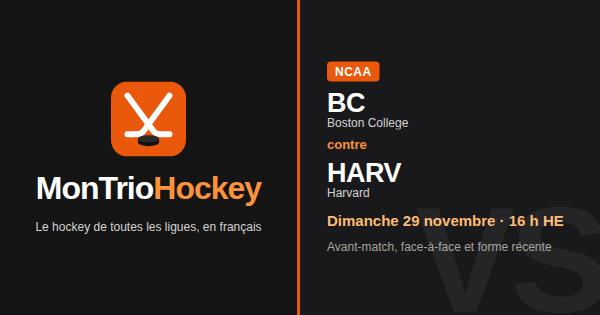 MonTrioHockey
Le hockey de toutes les ligues, en français
NCAA
BC
Boston College
contre
HARV
Harvard
Dimanche 29 novembre · 16 h HE
Avant-match, face-à-face et forme récente
VS